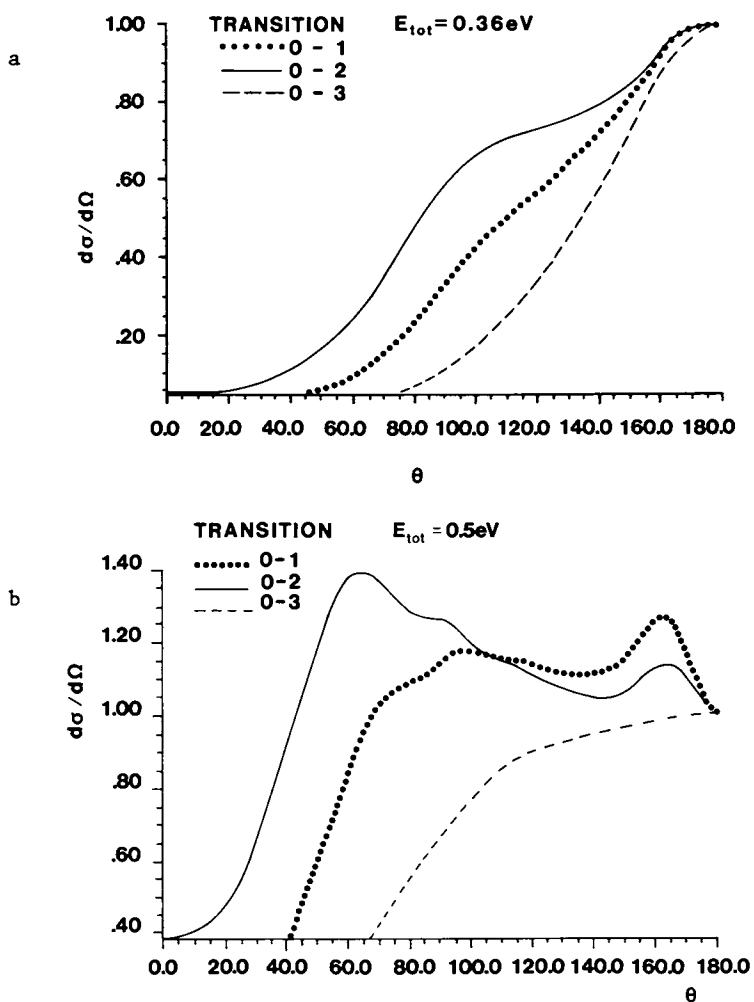 a
TRANSITION E_tot = 0.36 eV
0 - 1
0 - 2
0 - 3
1.00
.80
.60
.40
.20
dσ/dΩ
0.0 20.0 40.0 60.0 80.0 100.0 120.0 140.0 160.0 180.0
θ
b
TRANSITION E_tot = 0.5eV
0-1
0-2
0-3
1.40
1.20
1.00
.80
.60
.40
dσ/dΩ
0.0 20.0 40.0 60.0 80.0 100.0 120.0 140.0 160.0 180.0
θ